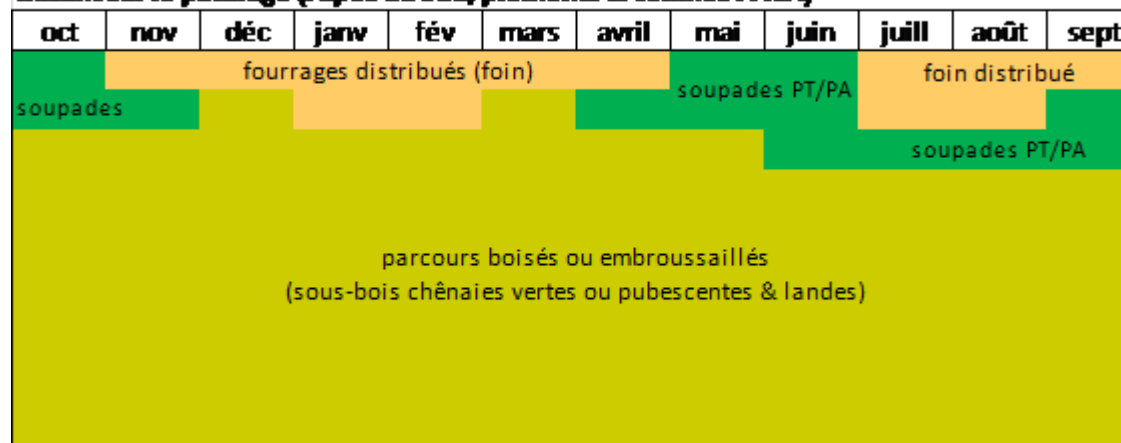 oct nov déc janv fév mars avril mai juin juill août sept
fourrages distribués (foin)
foin distribué
soupades PT/PA
soupades
soupades PT/PA
parcours boisés ou embroussaillés
(sous-bois chênaies vertes ou pubescentes & landes)